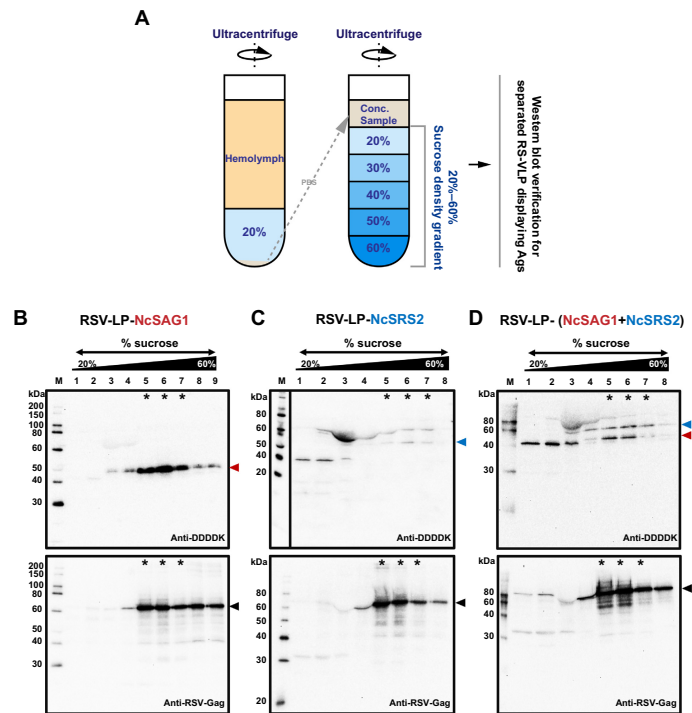 A
Ultracentrifuge
Ultracentrifuge
Hemolymph
20%
PBS
Conc.
Sample
20%
30%
40%
50%
60%
20%–60%
Sucrose density
gradient
Western blot verification for
separated RS-VLP displaying Ags
B
RSV-LP-NcSAG1
% sucrose
20%
60%
kDa
M 1 2 3 4 5 6 7 8 9
* * *
200
150
100
80
60
50
40
30
Anti-DDDDK
kDa
* * *
200
150
100
80
60
40
30
Anti-RSV-Gag
C
RSV-LP-NcSRS2
% sucrose
20%
60%
M 1 2 3 4 5 6 7 8
kDa
* * *
80
60
50
40
20
Anti-DDDDK
kDa
* * *
80
60
50
40
30
20
Anti-RSV-Gag
D
RSV-LP- (NcSAG1+NcSRS2)
% sucrose
20%
60%
M 1 2 3 4 5 6 7 8
kDa
* * *
80
60
40
30
Anti-DDDDK
kDa
* * *
80
60
50
40
30
Anti-RSV-Gag